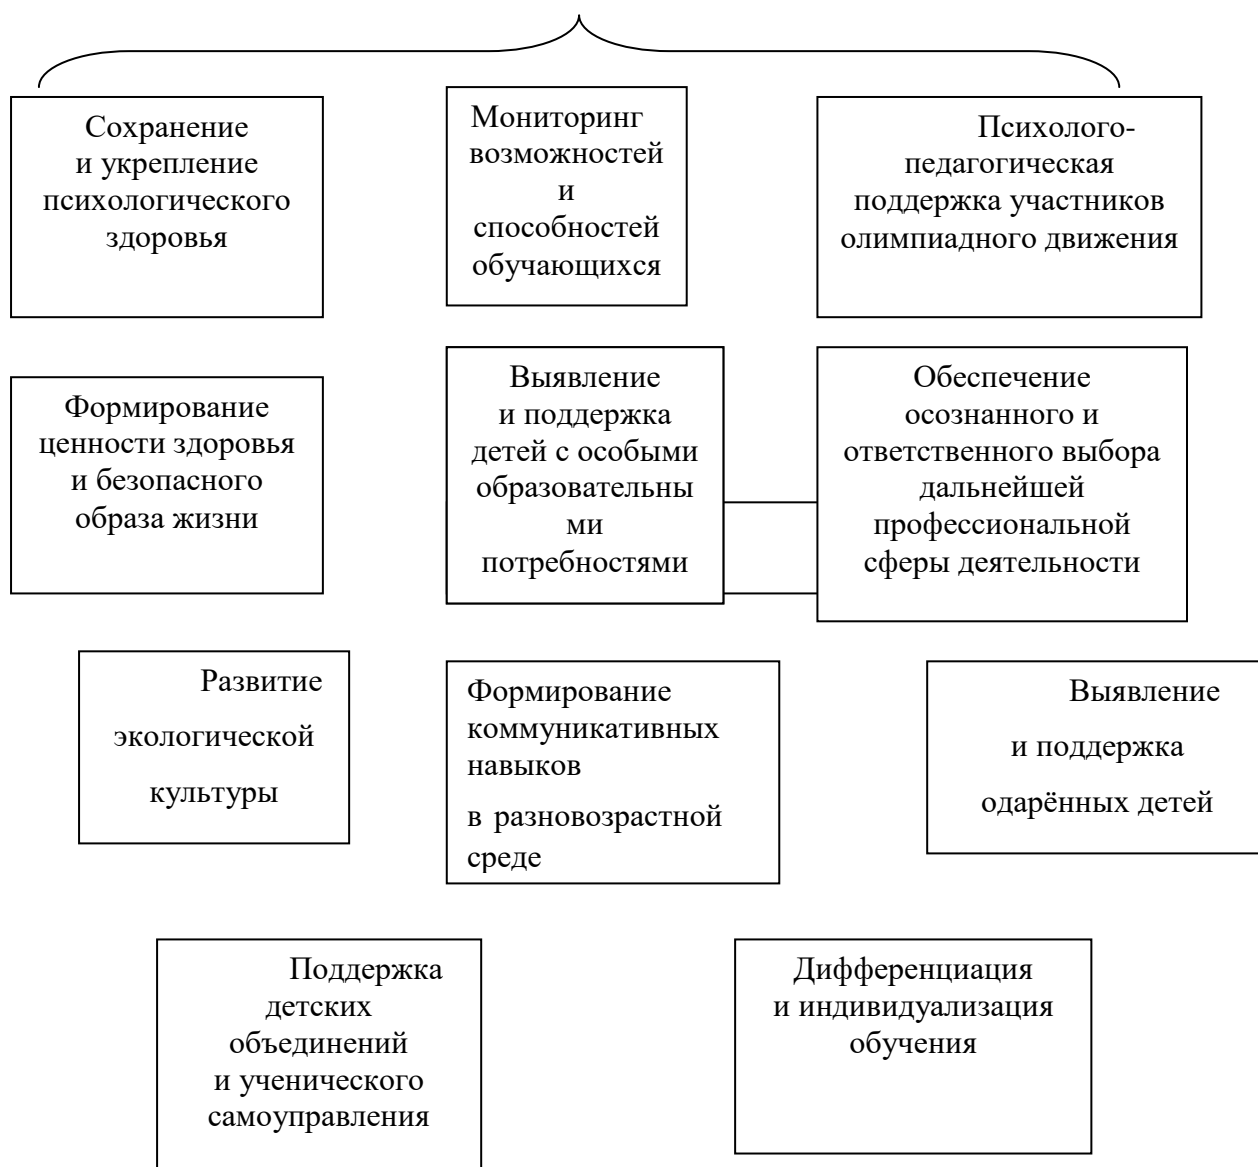 Сохранение
и укрепление
психологического
здоровья
Мониторинг
возможностей
и
способностей
обучающихся
Психолого-
педагогическая
поддержка участников
олимпиадного движения
Формирование
ценности здоровья
и безопасного
образа жизни
Выявление
и поддержка
детей с особыми
образовательны
ми
потребностями
Обеспечение
осознанного и
ответственного выбора
дальнейшей
профессиональной
сферы деятельности
Развитие
экологической
культуры
Формирование
коммуникативных
навыков
в разновозрастной
среде
Выявление
и поддержка
одарённых детей
Поддержка
детских
объединений
и ученического
самоуправления
Дифференциация
и индивидуализация
обучения